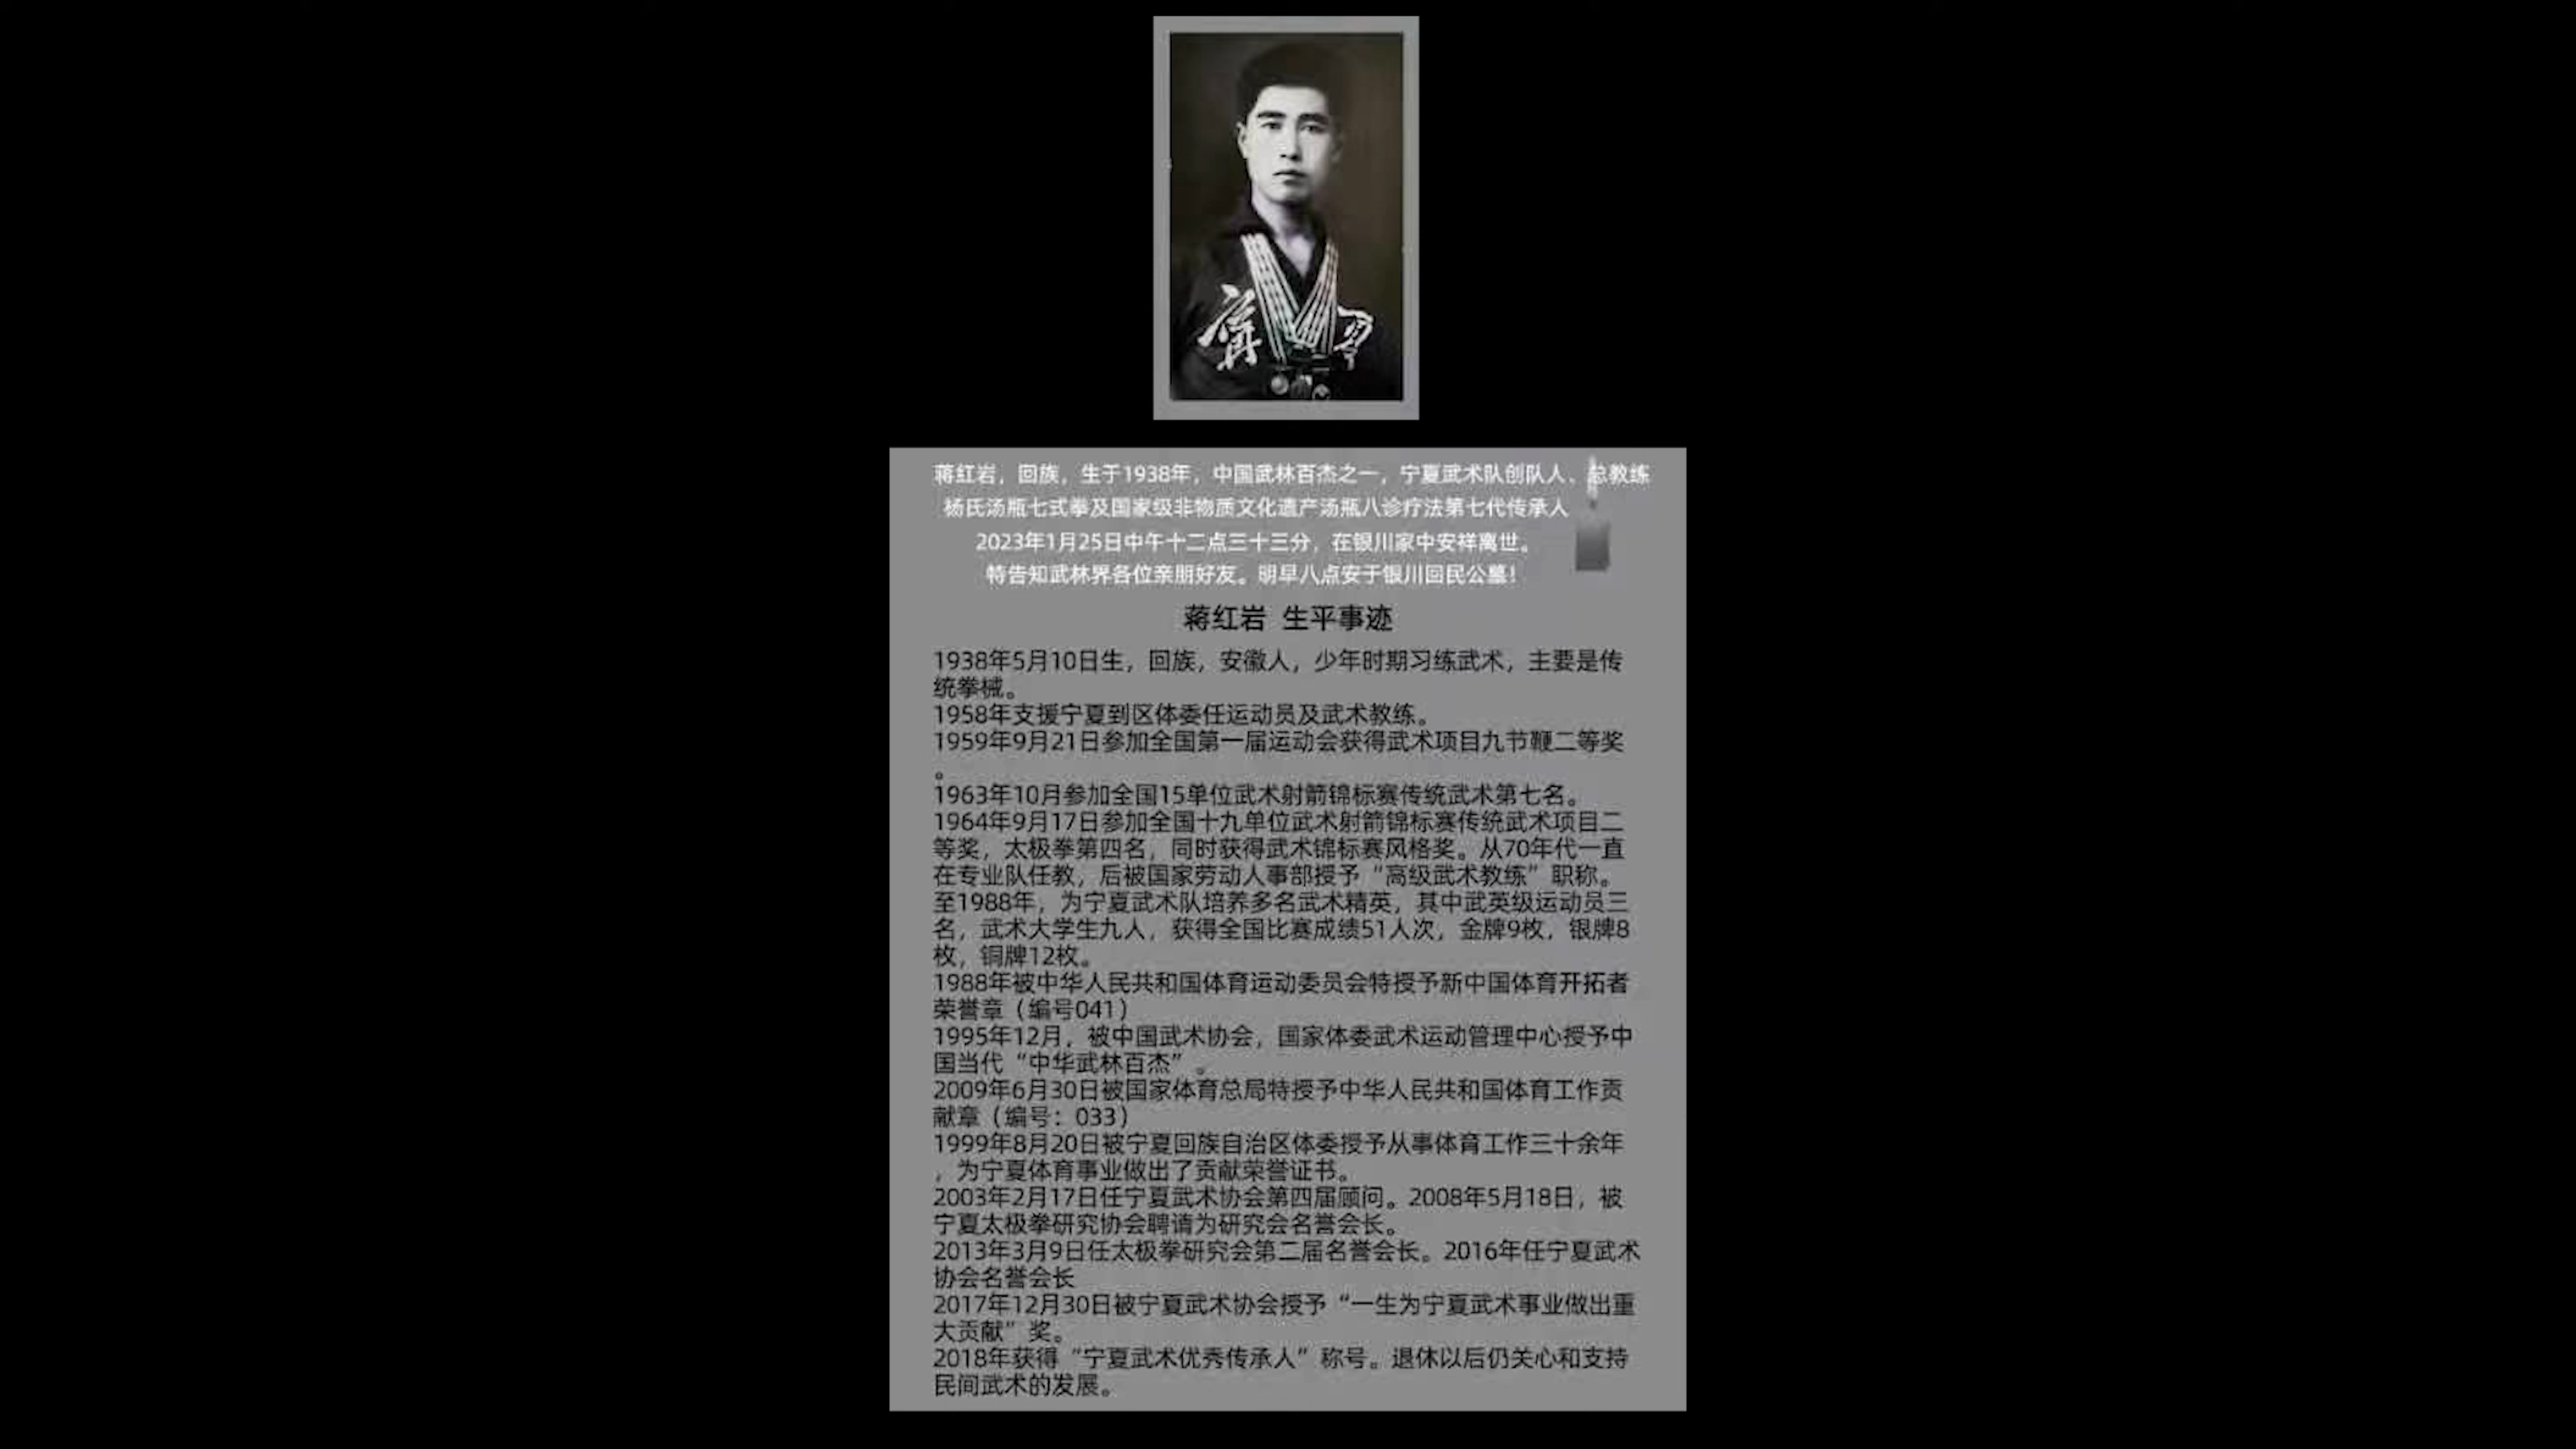 蒋红岩，回族，生于1938年，中国武林百杰之一，宁夏武术队创队人、总教练
杨氏汤瓶七式拳及国家级非物质文化遗产汤瓶八诊疗法第七代传承人
2023年1月25日中午十二点三十三分，在银川家中安祥离世。
特告知武林界各位亲朋好友。明早八点安于银川回民公墓！
蒋红岩 生平事迹
1938年5月10日生，回族，安徽人，少年时期习练武术，主要是传
统拳械。
1958年支援宁夏到区体委任运动员及武术教练。
1959年9月21日参加全国第一届运动会获得武术项目九节鞭二等奖
。
1963年10月参加全国15单位武术射箭锦标赛传统武术第七名。
1964年9月17日参加全国十九单位武术射箭锦标赛传统武术项目二
等奖，太极拳第四名，同时获得武术锦标赛风格奖。从70年代一直
在专业队任教，后被国家劳动人事部授予“高级武术教练”职称。
至1988年，为宁夏武术队培养多名武术精英，其中武英级运动员三
名，武术大学生九人，获得全国比赛成绩51人次，金牌9枚，银牌8
枚，铜牌12枚。
1988年被中华人民共和国体育运动委员会特授予新中国体育开拓者
荣誉章（编号041）
1995年12月，被中国武术协会，国家体委武术运动管理中心授予中
国当代“中华武林百杰”。
2009年6月30日被国家体育总局特授予中华人民共和国体育工作贡
献章（编号：033）
1999年8月20日被宁夏回族自治区体委授予从事体育工作三十余年
，为宁夏体育事业做出了贡献荣誉证书。
2003年2月17日任宁夏武术协会第四届顾问。2008年5月18日，被
宁夏太极拳研究协会聘请为研究会名誉会长。
2013年3月9日任太极拳研究会第二届名誉会长。2016年任宁夏武术
协会名誉会长
2017年12月30日被宁夏武术协会授予“一生为宁夏武术事业做出重
大贡献”奖。
2018年获得“宁夏武术优秀传承人”称号。退休以后仍关心和支持
民间武术的发展。